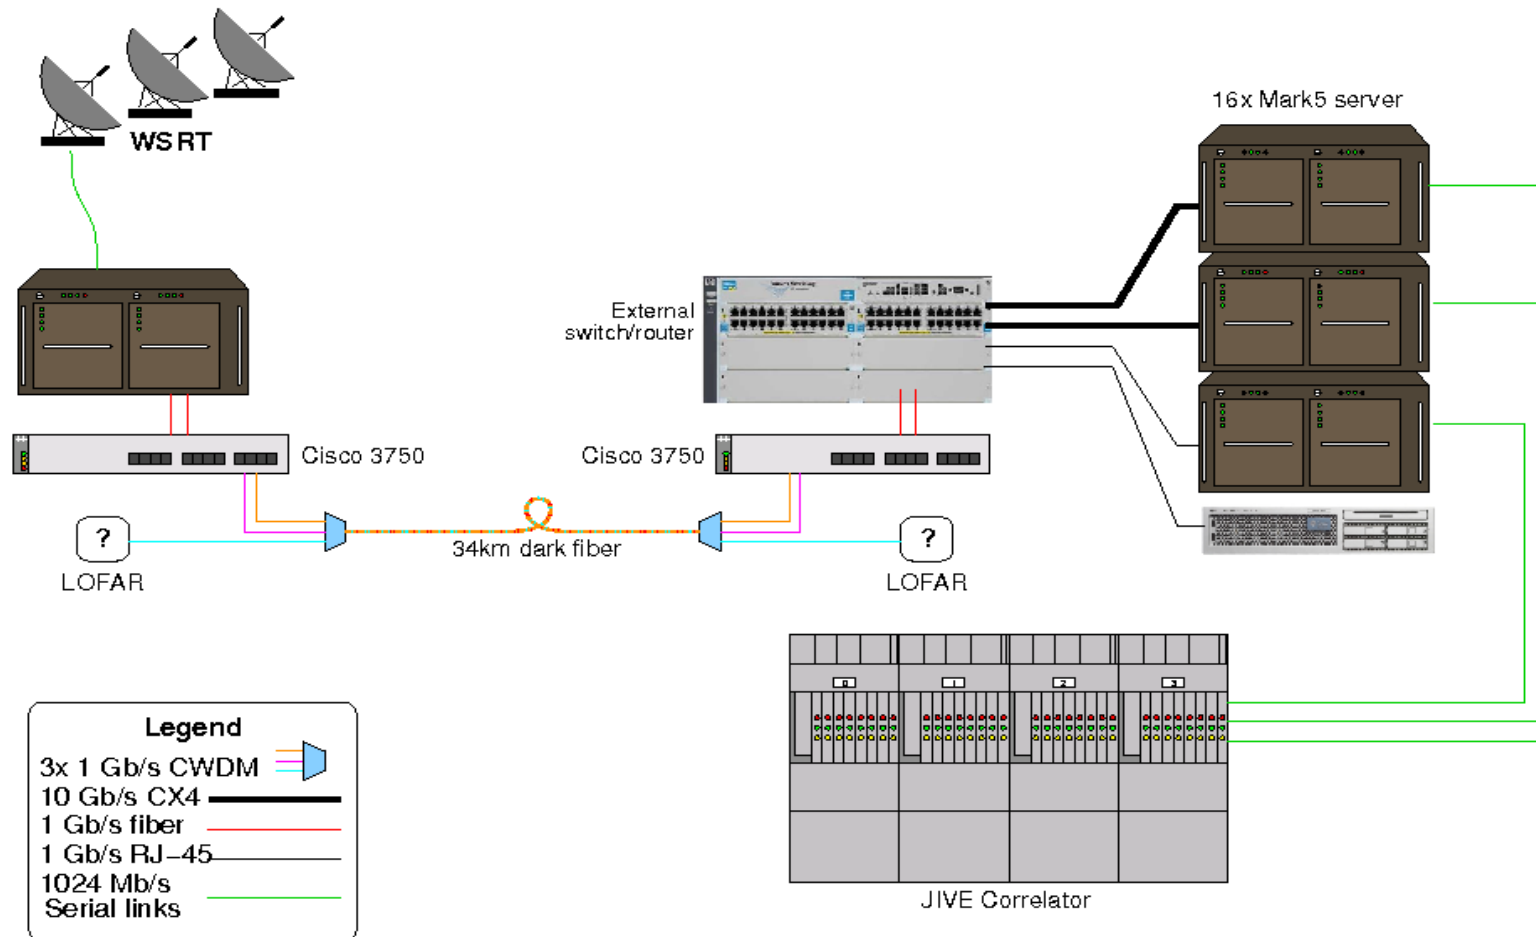 WSRT
16x Mark5 server
External
switch/router
Cisco 3750
Cisco 3750
?
LOFAR
34km dark fiber
?
LOFAR
0
1
2
3
JIVE Correlator
Legend
3x 1 Gb/s CWDM
10 Gb/s CX4
1 Gb/s fiber
1 Gb/s RJ-45
1024 Mb/s
Serial links